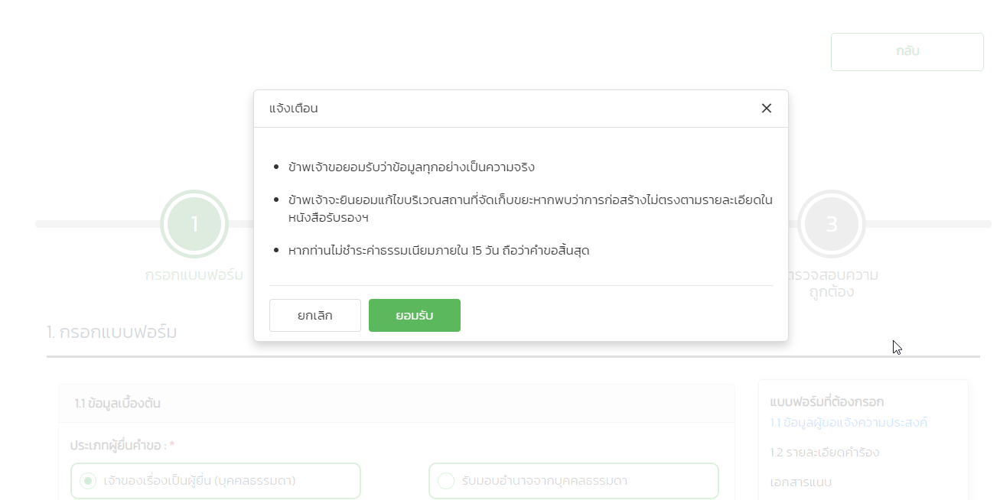 กลับ
แจ้งเตือน
ข้าพเจ้าขอยอมรับว่าข้อมูลทุกอย่างเป็นความจริง
ข้าพเจ้าจะยินยอมแก้ไขบริเวณสถานที่จัดเก็บขยะหากพบว่าการก่อสร้างไม่ตรงตามรายละเอียดใน
หนังสือรับรองฯ
หากท่านไม่ชำระค่าธรรมเนียมภายใน 15 วัน ถือว่าคำขอสิ้นสุด
ยกเลิก
ยอมรับ
1
กรอกแบบฟอร์ม
3
ตรวจสอบความ
ถูกต้อง
1. กรอกแบบฟอร์ม
1.1 ข้อมูลเบื้องต้น
ประเภทผู้ยื่นคำขอ : *
เจ้าของเรื่องเป็นผู้ยื่น (บุคคลธรรมดา)
รับมอบอำนาจจากบุคคลธรรมดา
แบบฟอร์มที่ต้องกรอก
1.1 ข้อมูลผู้ขอแจ้งความประสงค์
1.2 รายละเอียดคำร้อง
เอกสารแนบ